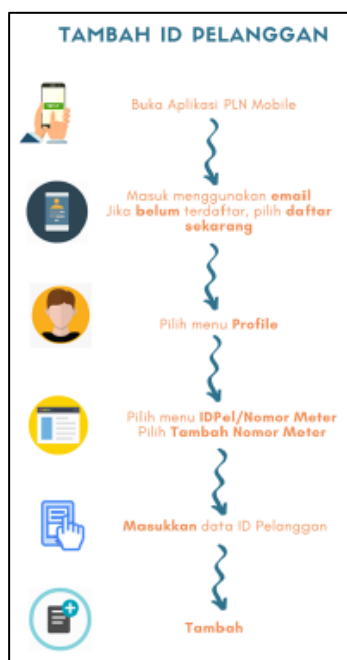 TAMBAH ID PELANGGAN
Buka Aplikasi PLN Mobile
Masuk menggunakan email
Jika belum terdaftar, pilih daftar
sekarang
Pilih menu Profile
Pilih menu IDPel/Nomor Meter
Pilih Tambah Nomor Meter
Masukkan data ID Pelanggan
Tambah